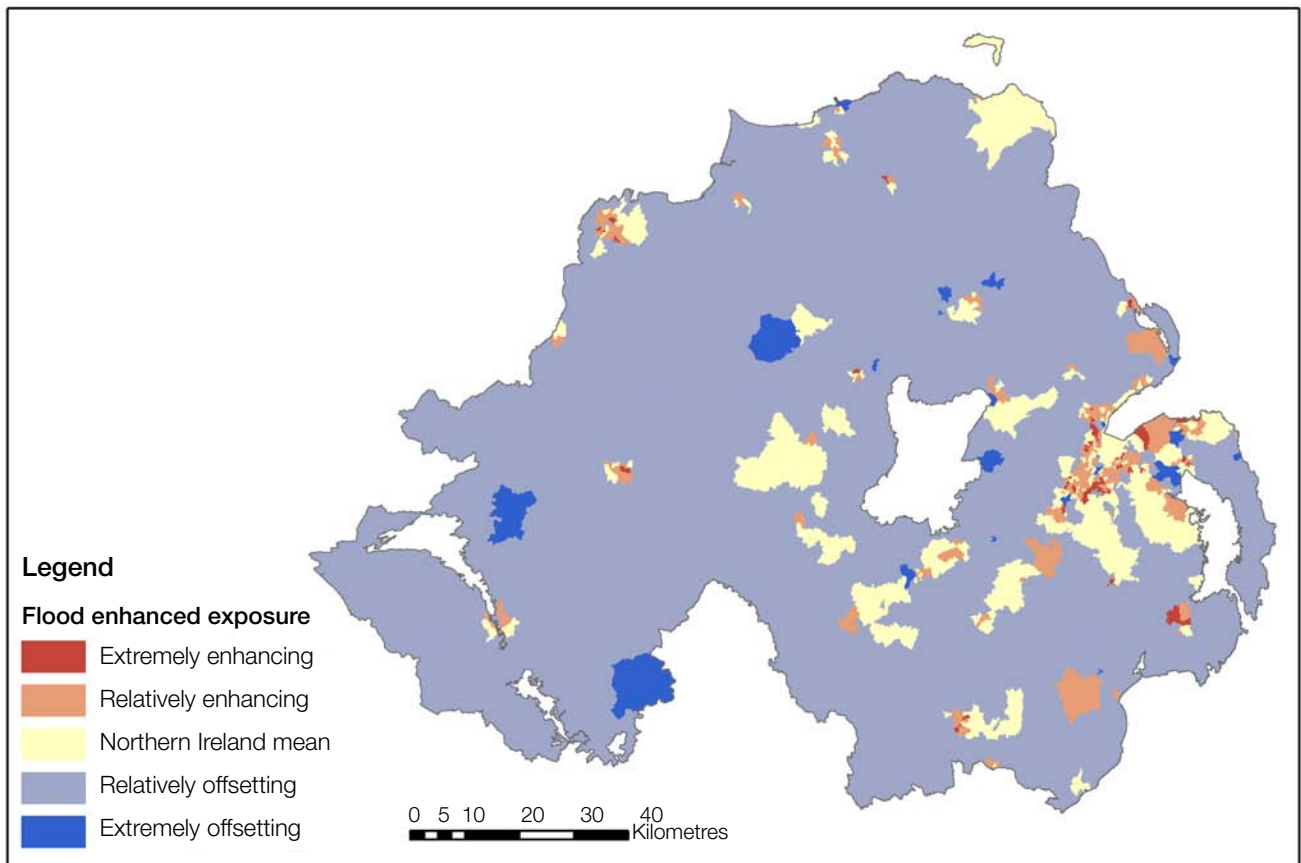 Legend
Flood enhanced exposure
Extremely enhancing
Relatively enhancing
Northern Ireland mean
Relatively offsetting
Extremely offsetting
0 5 10 20 30 40
Kilometres